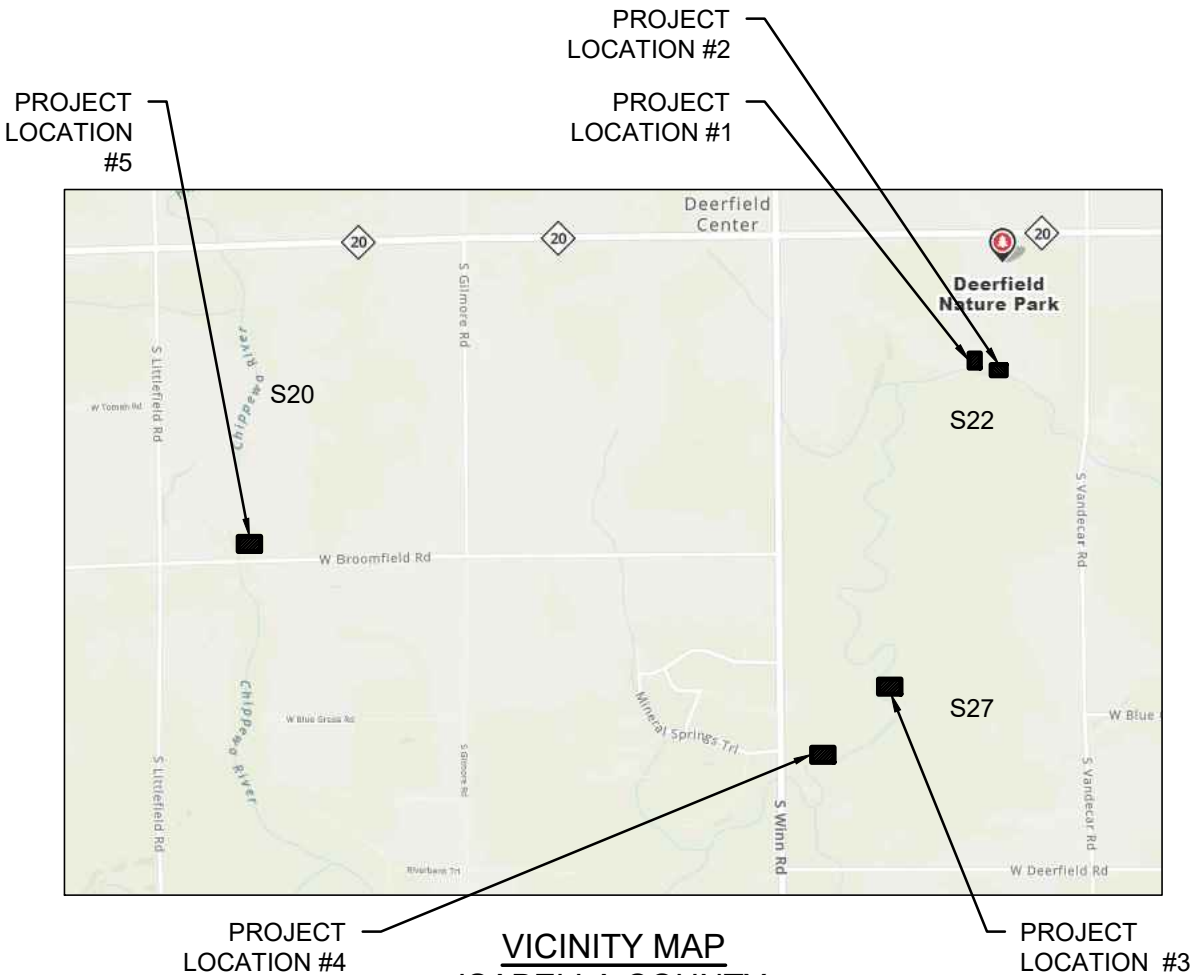 PROJECT
LOCATION #2
PROJECT
LOCATION #1
PROJECT
LOCATION
#5
Deerfield
Center
20
20
20
Deerfield
Nature Park
S Gilmore Rd
S Littlefield Rd
Chippewa River
S20
W Tomah Rd
S22
S Vandecar Rd
W Broomfield Rd
Chippewa River
W Blue Grass Rd
S Gilmore Rd
Mineral Springs Trl
S27
W Blue
S Littlefield Rd
S Winn Rd
S Vandecar Rd
Riverbend Trl
W Deerfield Rd
PROJECT
LOCATION #4
VICINITY MAP
PROJECT
LOCATION #3